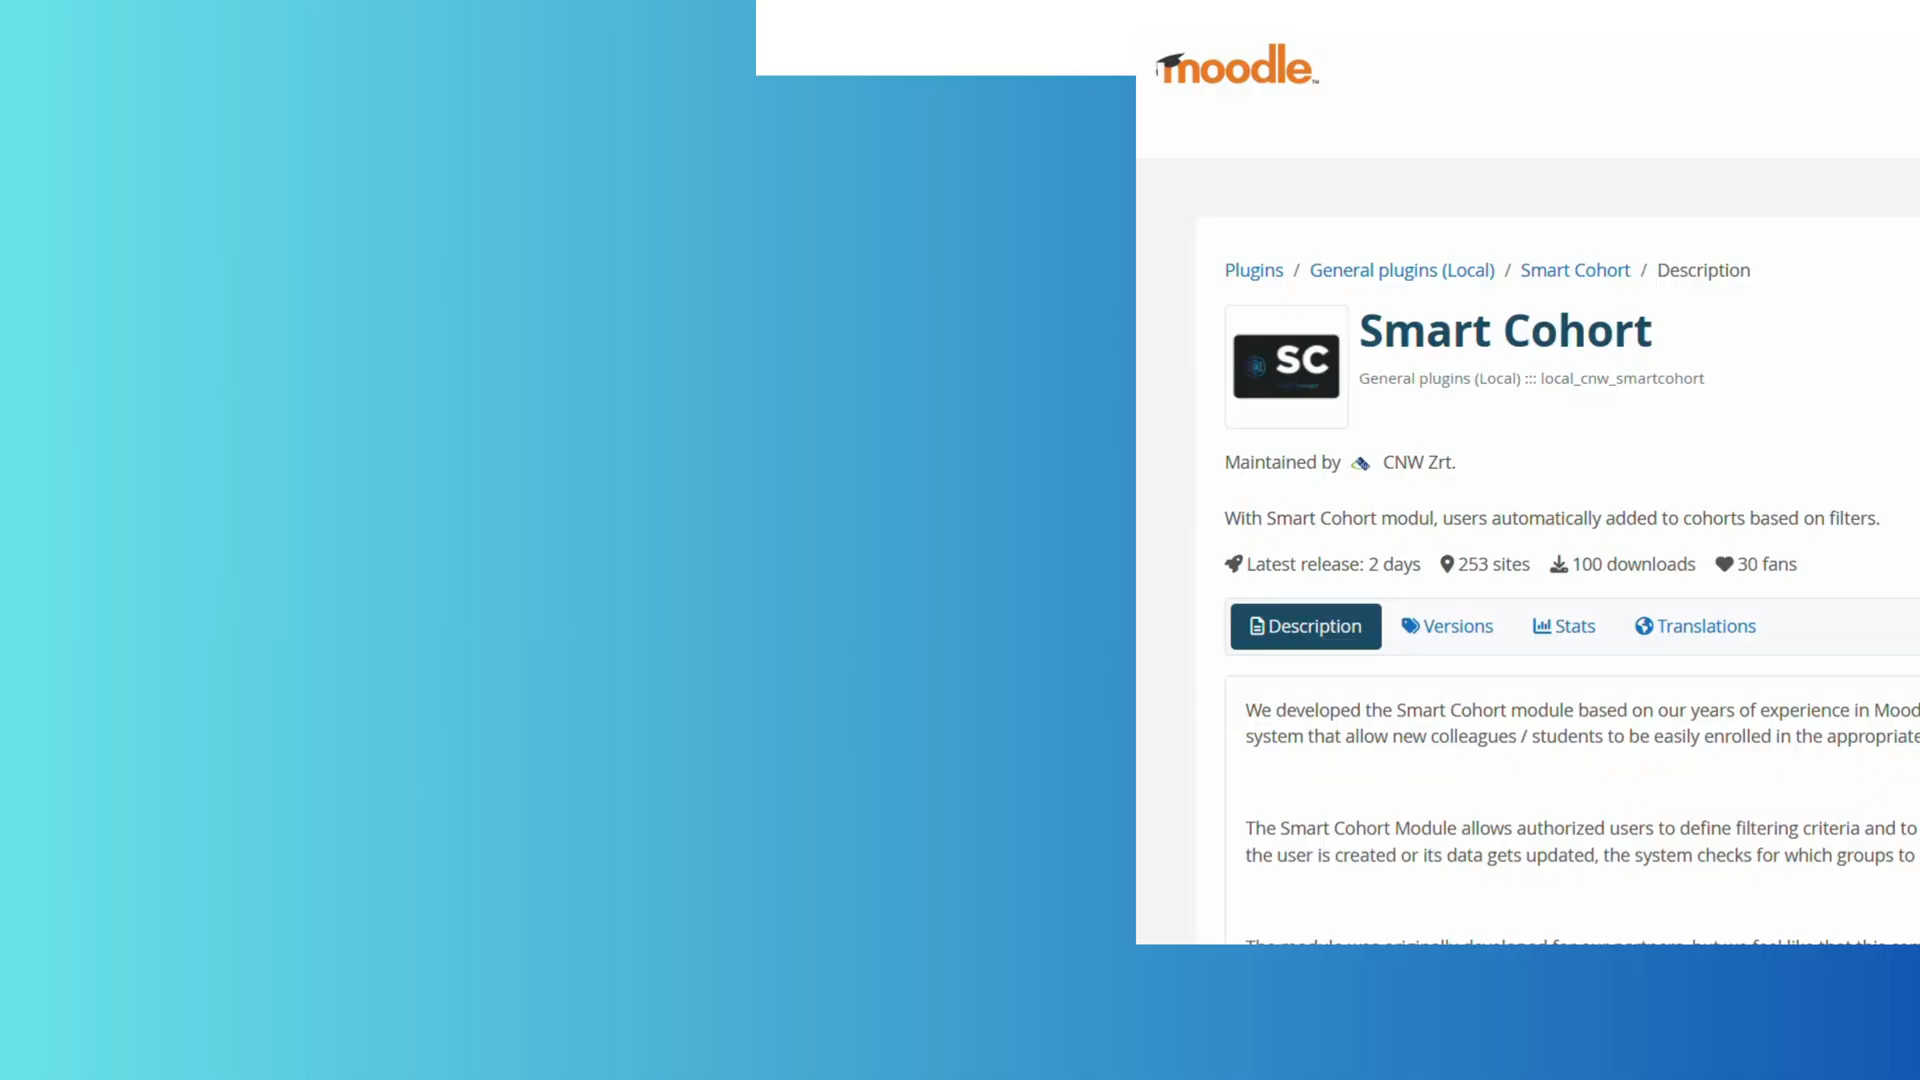 moodle™
Plugins / General plugins (Local) / Smart Cohort / Description
SC
Smart Cohort
General plugins (Local) ::: local_cnw_smartcohort
Maintained by CNW Zrt.
With Smart Cohort modul, users automatically added to cohorts based on filters.
Latest release: 2 days 253 sites 100 downloads 30 fans
Description Versions Stats Translations
We developed the Smart Cohort module based on our years of experience in Mood
system that allow new colleagues / students to be easily enrolled in the appropriate
The Smart Cohort Module allows authorized users to define filtering criteria and to
the user is created or its data gets updated, the system checks for which groups to